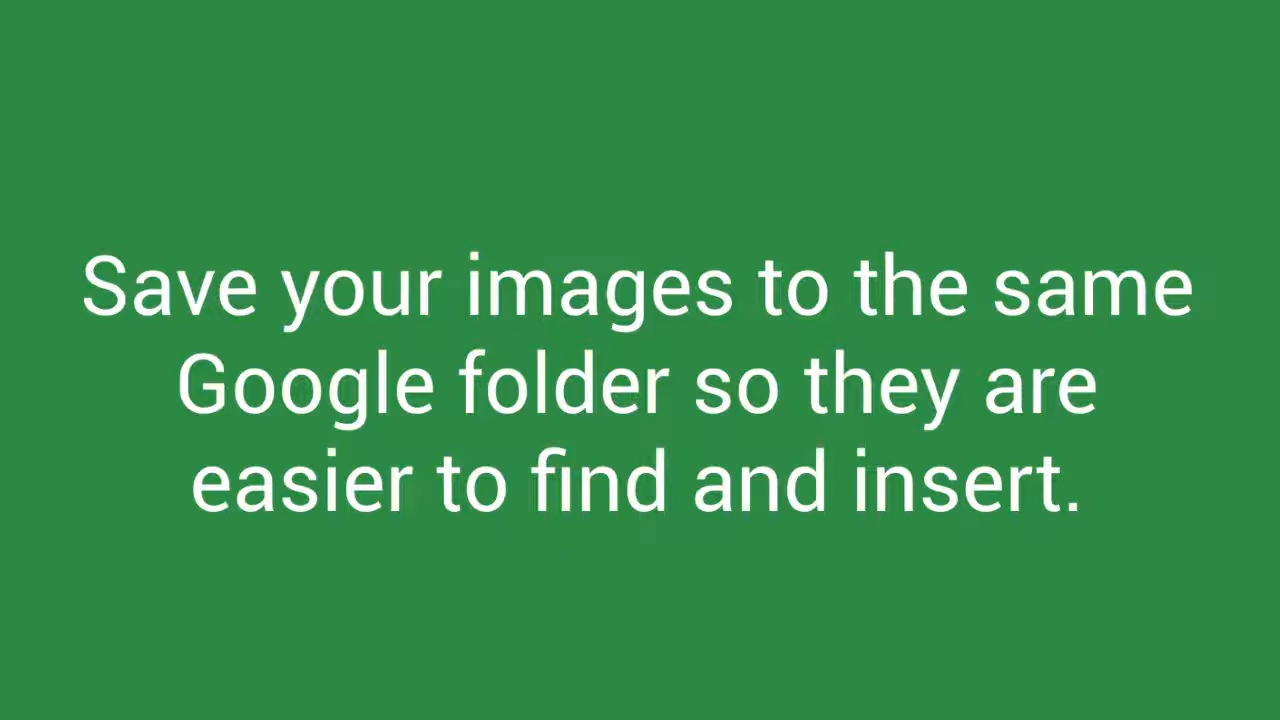 Save your images to the same
Google folder so they are
easier to find and insert.